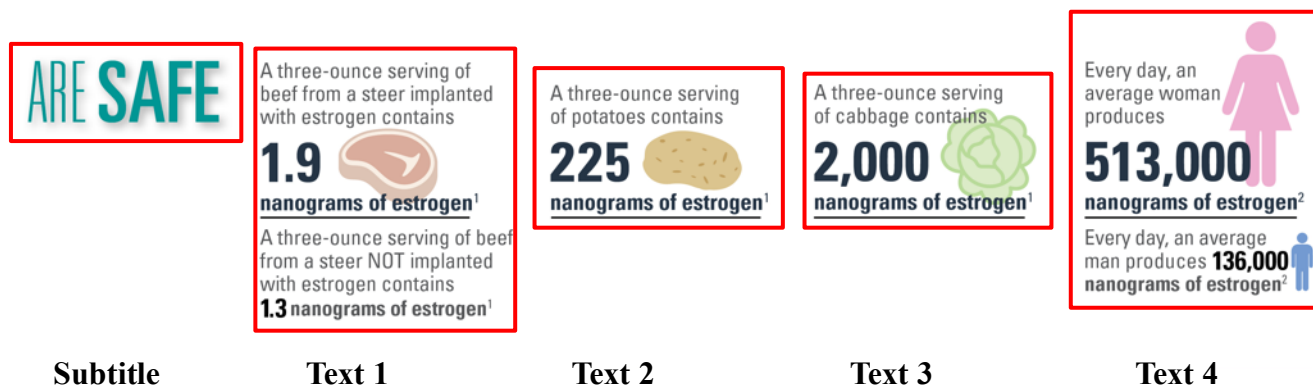 ARE SAFE
A three-ounce serving of
beef from a steer implanted
with estrogen contains
1.9
nanograms of estrogen¹
A three-ounce serving of beef
from a steer NOT implanted
with estrogen contains
1.3 nanograms of estrogen¹
A three-ounce serving
of potatoes contains
225
nanograms of estrogen¹
A three-ounce serving
of cabbage contains
2,000
nanograms of estrogen¹
Every day, an
average woman
produces
513,000
nanograms of estrogen²
Every day, an average
man produces 136,000
nanograms of estrogen²
Subtitle
Text 1
Text 2
Text 3
Text 4